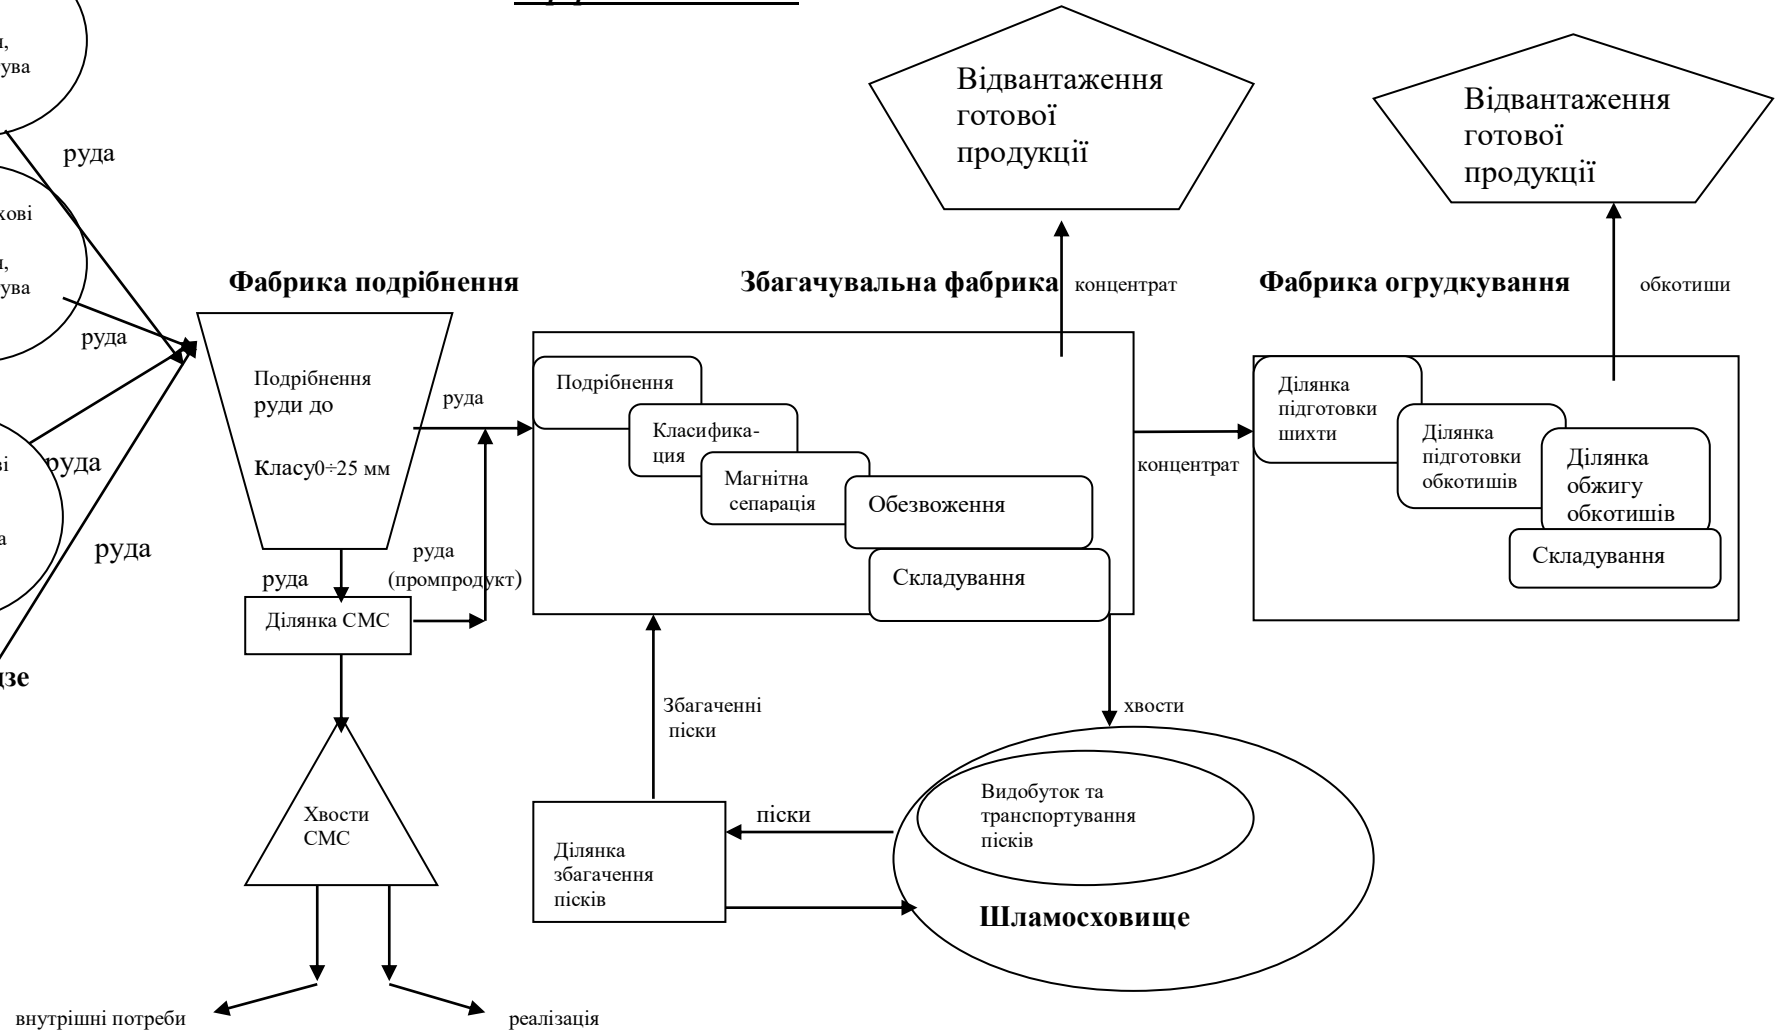 Відвантаження
готової
продукції
Відвантаження
готової
продукції
руда
Фабрика подрібнення
Збагачувальна фабрика
концентрат
Фабрика огрудкування
обкотиши
руда
Подрібнення
руди до
Класу0÷25 мм
руда
Подрібнення
Класифика-
ция
Магнітна
сепарація
Обезвоження
Складування
концентрат
Ділянка
підготовки
шихти
Ділянка
підготовки
обкотишів
Ділянка
обжигу
обкотишів
Складування
руда
руда
руда
руда
(промпродукт)
Ділянка СМС
Збагаченні
піски
хвости
Хвости
СМС
піски
Видобуток та
транспортування
пісків
Ділянка
збагачення
пісків
Шламосховище
внутрішні потреби
реалізація